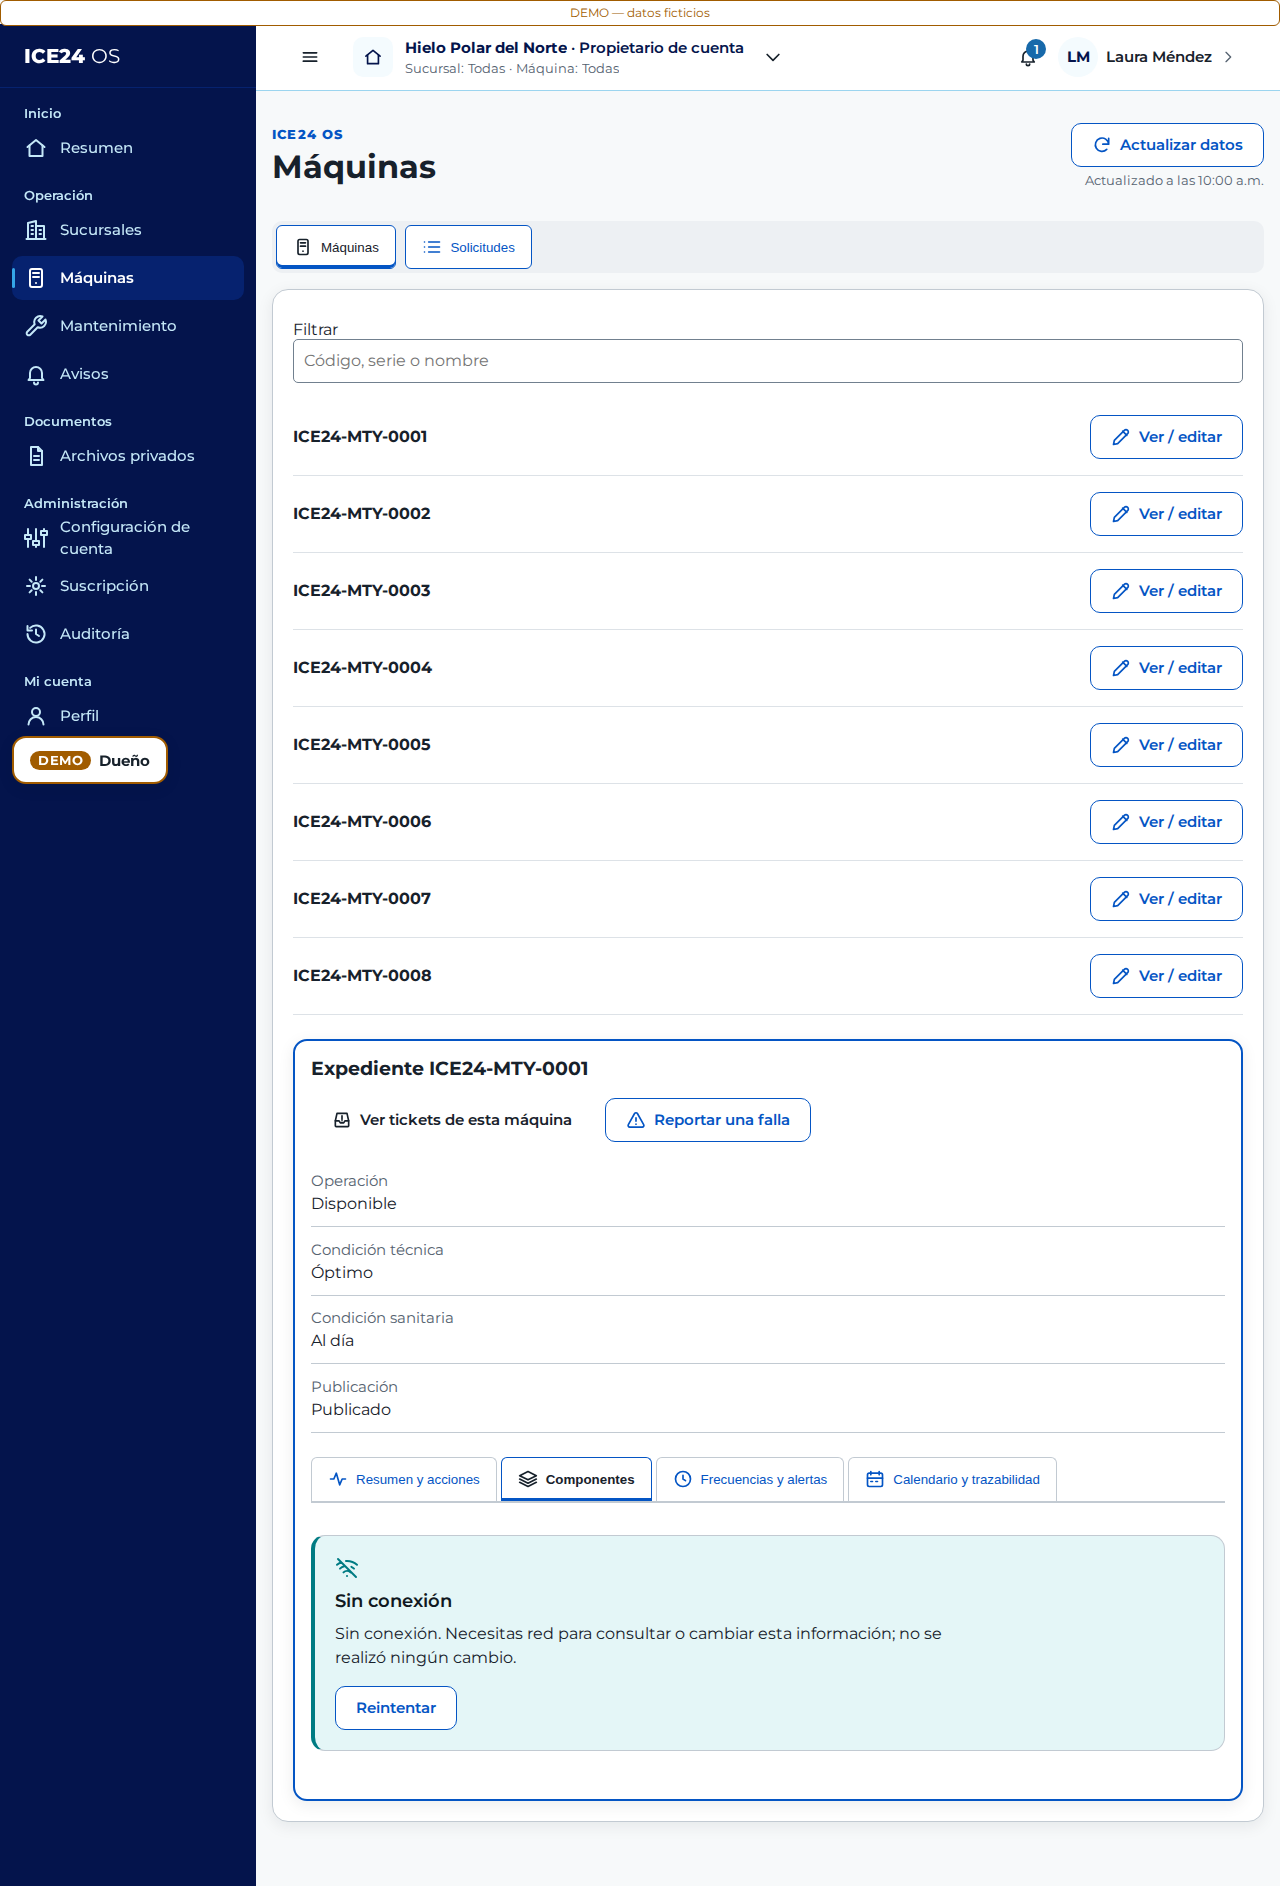 DEMO — datos ficticios
ICE24 OS
Hielo Polar del Norte · Propietario de cuenta
Sucursal: Todas · Máquina: Todas
1
LM
Laura Méndez
Inicio
Resumen
Operación
Sucursales
Máquinas
Mantenimiento
Avisos
Documentos
Archivos privados
Administración
Configuración de
cuenta
Suscripción
Auditoría
Mi cuenta
Perfil
DEMO Dueño
ICE24 OS
Máquinas
Actualizar datos
Actualizado a las 10:00 a.m.
Máquinas
Solicitudes
Filtrar
Código, serie o nombre
ICE24-MTY-0001
Ver / editar
ICE24-MTY-0002
Ver / editar
ICE24-MTY-0003
Ver / editar
ICE24-MTY-0004
Ver / editar
ICE24-MTY-0005
Ver / editar
ICE24-MTY-0006
Ver / editar
ICE24-MTY-0007
Ver / editar
ICE24-MTY-0008
Ver / editar
Expediente ICE24-MTY-0001
Ver tickets de esta máquina
Reportar una falla
Operación
Disponible
Condición técnica
Óptimo
Condición sanitaria
Al día
Publicación
Publicado
Resumen y acciones
Componentes
Frecuencias y alertas
Calendario y trazabilidad
Sin conexión
Sin conexión. Necesitas red para consultar o cambiar esta información; no se
realizó ningún cambio.
Reintentar